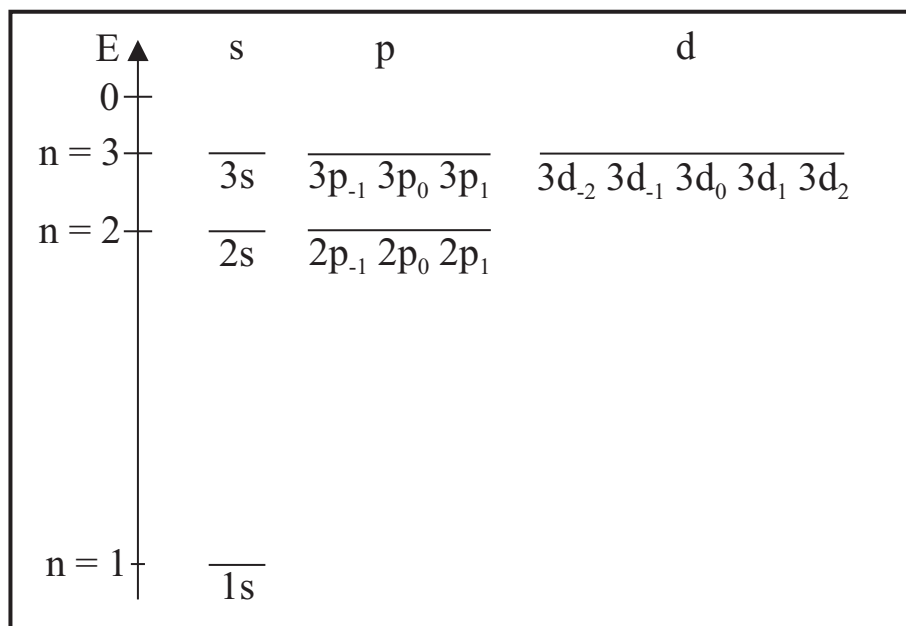 E s p d
0
n = 3
3s 3p₋₁ 3p₀ 3p₁ 3d₋₂ 3d₋₁ 3d₀ 3d₁ 3d₂
n = 2
2s 2p₋₁ 2p₀ 2p₁
n = 1
1s